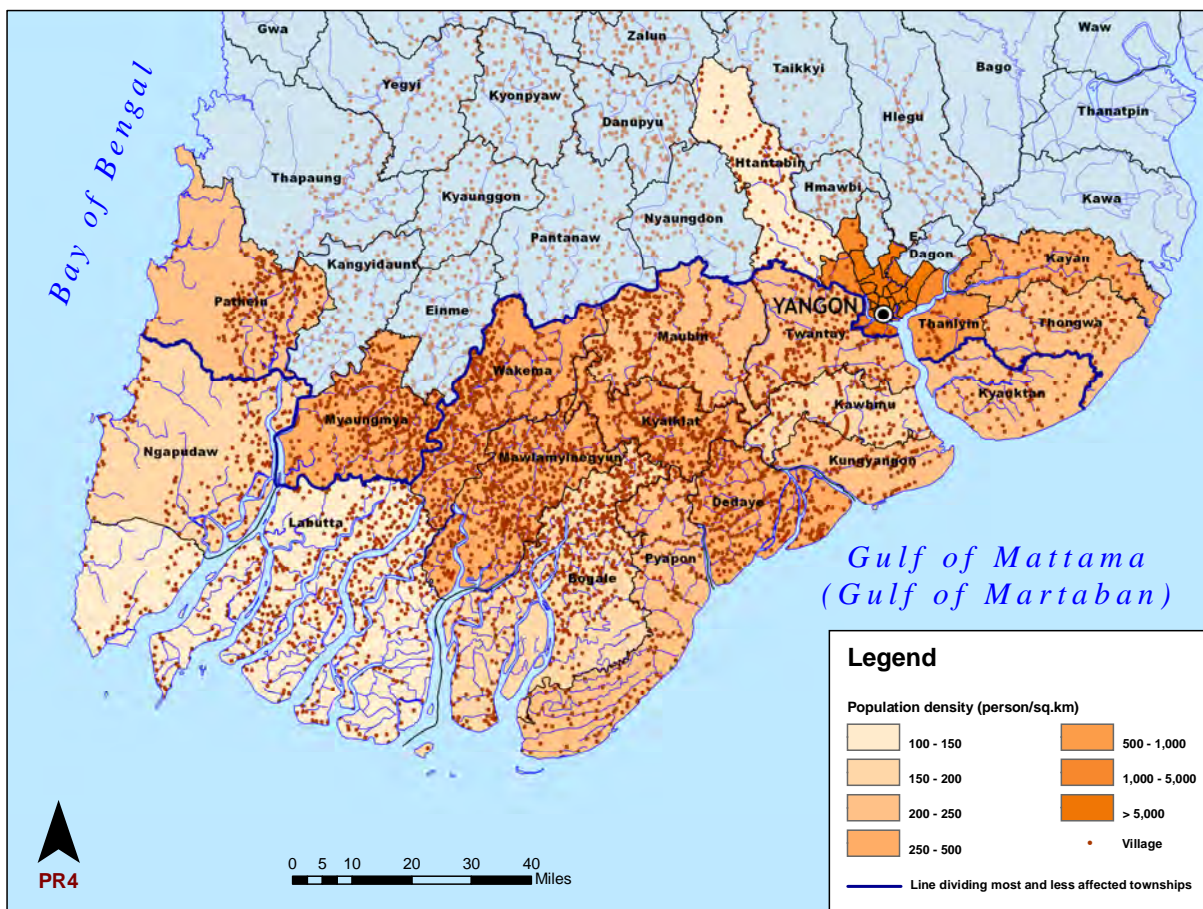 Gwa
Zalun
Waw
Taikkyi
Bago
Yegyi
Kyonpyaw
Thanatpin
Danupyu
Hlegu
Bay of Bengal
Htantabin
Thapaung
Hmawbi
Kyaunggon
Kawa
Nyaungdon
Pantanaw
E-
Dagon
Kangyidaunt
Kayan
Pathein
Einme
YANGON
Thanlyin
Thongwa
Maubin
Twantay
Wakema
Kyauktan
Kawhmu
Myaungmya
Kyaiklat
Ngapudaw
Mawlamyinegyun
Kungyangon
Dedaye
Labutta
Pyapon
Bogale
Gulf of Mattama
(Gulf of Martaban)
Legend
Population density (person/sq.km)
100 - 150
150 - 200
200 - 250
250 - 500
500 - 1,000
1,000 - 5,000
> 5,000
Village
Line dividing most and less affected townships
PR4
0 5 10 20 30 40
Miles